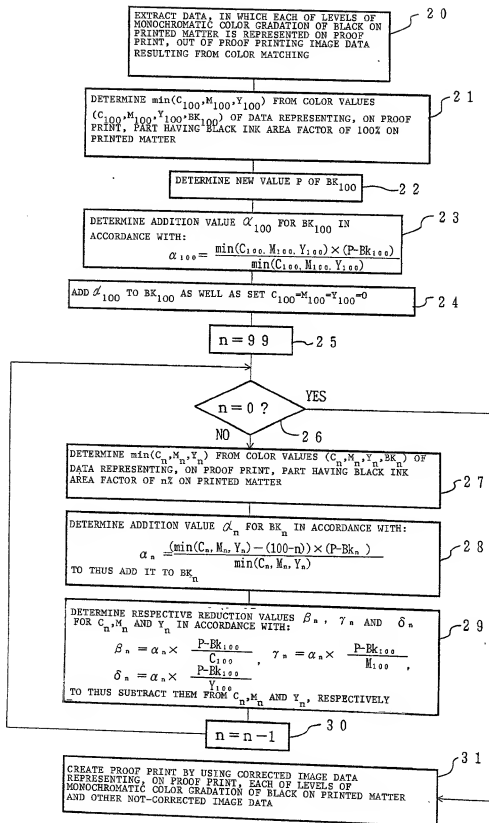 EXTRACT DATA, IN WHICH EACH OF LEVELS OF
MONOCHROMATIC COLOR GRADATION OF BLACK ON
PRINTED MATTER IS REPRESENTED ON PROOF
PRINT, OUT OF PROOF PRINTING IMAGE DATA
RESULTING FROM COLOR MATCHING
20
DETERMINE min(C₁₀₀,M₁₀₀,Y₁₀₀) FROM COLOR VALUES
(C₁₀₀,M₁₀₀,Y₁₀₀,BK₁₀₀) OF DATA REPRESENTING, ON PROOF
PRINT, PART HAVING BLACK INK AREA FACTOR OF 100% ON
PRINTED MATTER
21
DETERMINE NEW VALUE P OF BK₁₀₀
22
DETERMINE ADDITION VALUE α₁₀₀ FOR BK₁₀₀ IN
ACCORDANCE WITH:
α₁₀₀ = min(C₁₀₀, M₁₀₀, Y₁₀₀) × (P-Bk₁₀₀) / min(C₁₀₀, M₁₀₀, Y₁₀₀)
23
ADD α₁₀₀ TO BK₁₀₀ AS WELL AS SET C₁₀₀=M₁₀₀=Y₁₀₀=0
24
n = 99
25
n = 0 ?
YES
NO
26
DETERMINE min(Cₙ,Mₙ,Yₙ) FROM COLOR VALUES (Cₙ,Mₙ,Yₙ,BKₙ) OF
DATA REPRESENTING, ON PROOF PRINT, PART HAVING BLACK INK
AREA FACTOR OF n% ON PRINTED MATTER
27
DETERMINE ADDITION VALUE αₙ FOR BKₙ IN ACCORDANCE WITH:
αₙ = (min(Cₙ, Mₙ, Yₙ) - (100-n)) × (P-Bkₙ) / min(Cₙ, Mₙ, Yₙ)
TO THUS ADD IT TO BKₙ
28
DETERMINE RESPECTIVE REDUCTION VALUES βₙ, γₙ AND δₙ
FOR Cₙ,Mₙ AND Yₙ IN ACCORDANCE WITH:
βₙ = αₙ × P-Bk₁₀₀ / C₁₀₀ , γₙ = αₙ × P-Bk₁₀₀ / M₁₀₀ ,
δₙ = αₙ × P-Bk₁₀₀ / Y₁₀₀
TO THUS SUBTRACT THEM FROM Cₙ,Mₙ AND Yₙ, RESPECTIVELY
29
n = n-1
30
CREATE PROOF PRINT BY USING CORRECTED IMAGE DATA
REPRESENTING, ON PROOF PRINT, EACH OF LEVELS OF
MONOCHROMATIC COLOR GRADATION OF BLACK ON PRINTED MATTER
AND OTHER NOT-CORRECTED IMAGE DATA
31